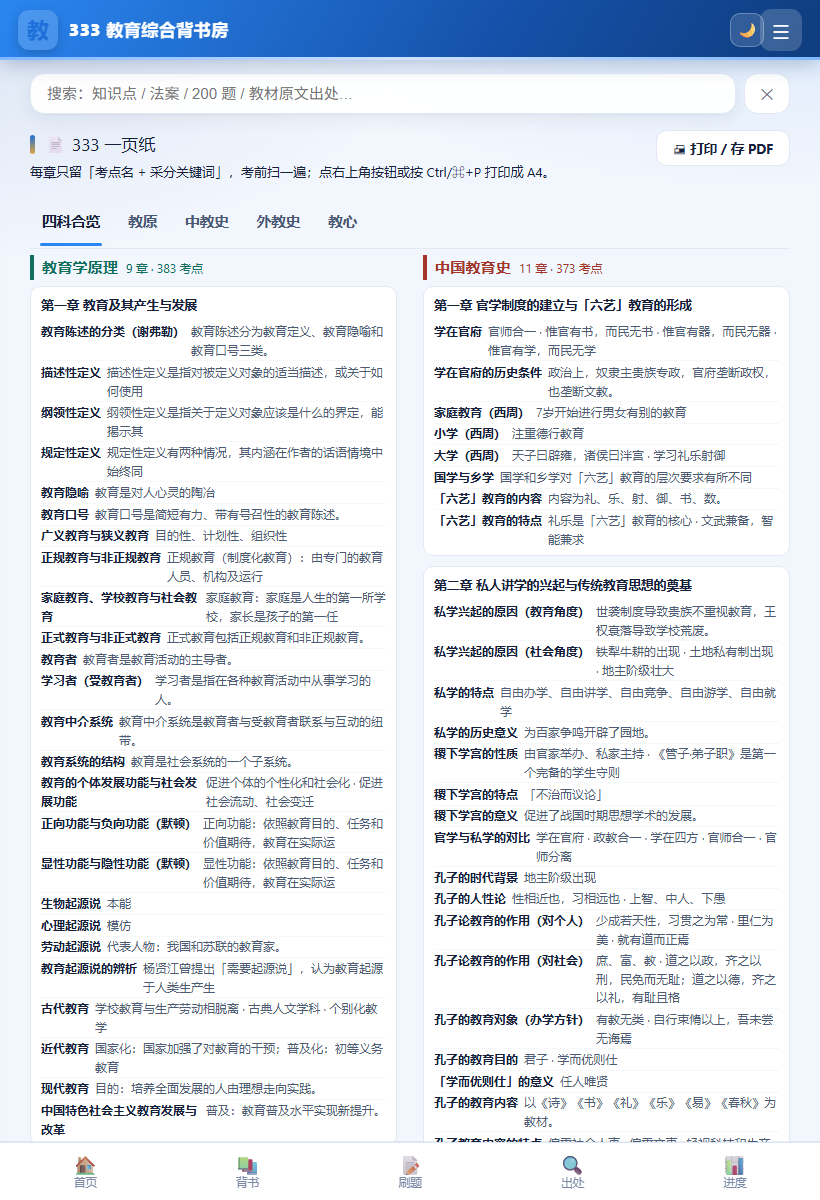 教 333 教育综合背书房
搜索：知识点 / 法案 / 200 题 / 教材原文出处…
333 一页纸
打印 / 存 PDF
每章只留「考点名 + 采分关键词」，考前扫一遍；点右上角按钮或按 Ctrl/⌘+P 打印成 A4。
四科合览 教原 中教史 外教史 教心
教育学原理 9 章 · 383 考点
第一章 教育及其产生与发展
教育陈述的分类（谢弗勒） 教育陈述分为教育定义、教育隐喻和
教育口号三类。
描述性定义 描述性定义是指对被定义对象的适当描述，或关于如
何使用
纲领性定义 纲领性定义是指关于定义对象应该是什么的界定，能
揭示其
规定性定义 规定性定义有两种情况，其内涵在作者的话语情境中
始终同
教育隐喻 教育是对人心灵的陶冶
教育口号 教育口号是简短有力、带有号召性的教育陈述。
广义教育与狭义教育 目的性、计划性、组织性
正规教育与非正规教育 正规教育（制度化教育）：由专门的教育
人员、机构及运行
家庭教育、学校教育与社会教 家庭教育：家庭是人生的第一所学
育 校，家长是孩子的第一任
正式教育与非正式教育 正式教育包括正规教育和非正规教育。
教育者 教育者是教育活动的主导者。
学习者（受教育者） 学习者是指在各种教育活动中从事学习的
人。
教育中介系统 教育中介系统是教育者与受教育者联系与互动的纽
带。
教育系统的结构 教育是社会系统的一个子系统。
教育的个体发展功能与社会发 促进个体的个性化和社会化 · 促进
展功能 社会流动、社会变迁
正向功能与负向功能（默顿） 正向功能：依照教育目的、任务和
价值期待，教育在实际运
显性功能与隐性功能（默顿） 显性功能：依照教育目的、任务和
价值期待，教育在实际运
生物起源说 本能
心理起源说 模仿
劳动起源说 代表人物：我国和苏联的教育家。
教育起源说的辨析 杨贤江曾提出「需要起源说」，认为教育起源
于人类生产生
古代教育 学校教育与生产劳动相脱离 · 古典人文学科 · 个别化教
学
近代教育 国家化：国家加强了对教育的干预；普及化：初等义务
教育
现代教育 目的：培养全面发展的人由理想走向实践。
中国特色社会主义教育发展与 普及：教育普及水平实现新提升。
改革
中国教育史 11 章 · 373 考点
第一章 官学制度的建立与「六艺」教育的形成
学在官府 官师合一 · 惟官有书，而民无书 · 惟官有器，而民无器 ·
惟官有学，而民无学
学在官府的历史条件 政治上，奴隶主贵族专政，官府垄断政权，
也垄断文教。
家庭教育（西周） 7岁开始进行男女有别的教育
小学（西周） 注重德行教育
大学（西周） 天子曰辟雍，诸侯曰泮宫 · 学习礼乐射御
国学与乡学 国学和乡学对「六艺」教育的层次要求有所不同
「六艺」教育的内容 内容为礼、乐、射、御、书、数。
「六艺」教育的特点 礼乐是「六艺」教育的核心 · 文武兼备，智
能兼求
第二章 私人讲学的兴起与传统教育思想的奠基
私学兴起的原因（教育角度） 世袭制度导致贵族不重视教育，王
权衰落导致学校荒废。
私学兴起的原因（社会角度） 铁犁牛耕的出现 · 土地私有制出现
· 地主阶级壮大
私学的特点 自由办学、自由讲学、自由竞争、自由游学、自由就
学
私学的历史意义 为百家争鸣开辟了园地。
稷下学宫的性质 由官家举办、私家主持 · 《管子·弟子职》是第一
个完备的学生守则
稷下学宫的特点 「不治而议论」
稷下学宫的意义 促进了战国时期思想学术的发展。
官学与私学的对比 学在官府 · 政教合一 · 学在四方 · 官师合一 · 官
师分离
孔子的时代背景 地主阶级出现
孔子的人性论 性相近也，习相远也 · 上智、中人、下愚
孔子论教育的作用（对个人） 少成若天性，习贯之为常 · 里仁为
美 · 就有道而正焉
孔子论教育的作用（对社会） 庶、富、教 · 道之以政，齐之以
刑，民免而无耻；道之以德，齐之
以礼，有耻且格
孔子的教育对象（办学方针） 有教无类 · 自行束脩以上，吾未尝
无诲焉
孔子的教育目的 君子 · 学而优则仕
「学而优则仕」的意义 任人唯贤
孔子的教育内容 以《诗》《书》《礼》《乐》《易》《春秋》为
教材。
首页 背书 刷题 出处 进度